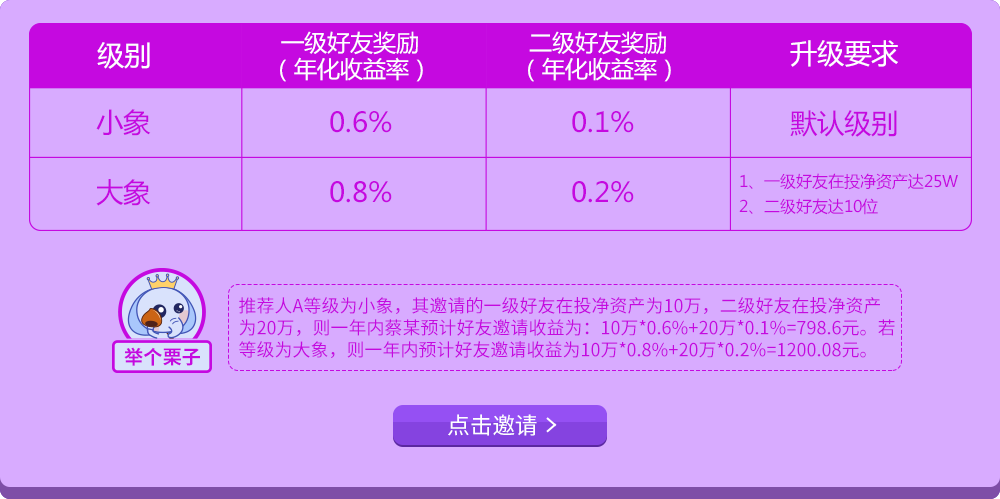 级别
一级好友奖励
（年化收益率）
二级好友奖励
（年化收益率）
升级要求
小象
0.6%
0.1%
默认级别
大象
0.8%
0.2%
1、一级好友在投净资产达25W
2、二级好友达10位
举个栗子
推荐人A等级为小象，其邀请的一级好友在投净资产为10万，二级好友在投净资产
为20万，则一年内蔡某预计好友邀请收益为：10万*0.6%+20万*0.1%=798.6元。若
等级为大象，则一年内预计好友邀请收益为10万*0.8%+20万*0.2%=1200.08元。
点击邀请 >